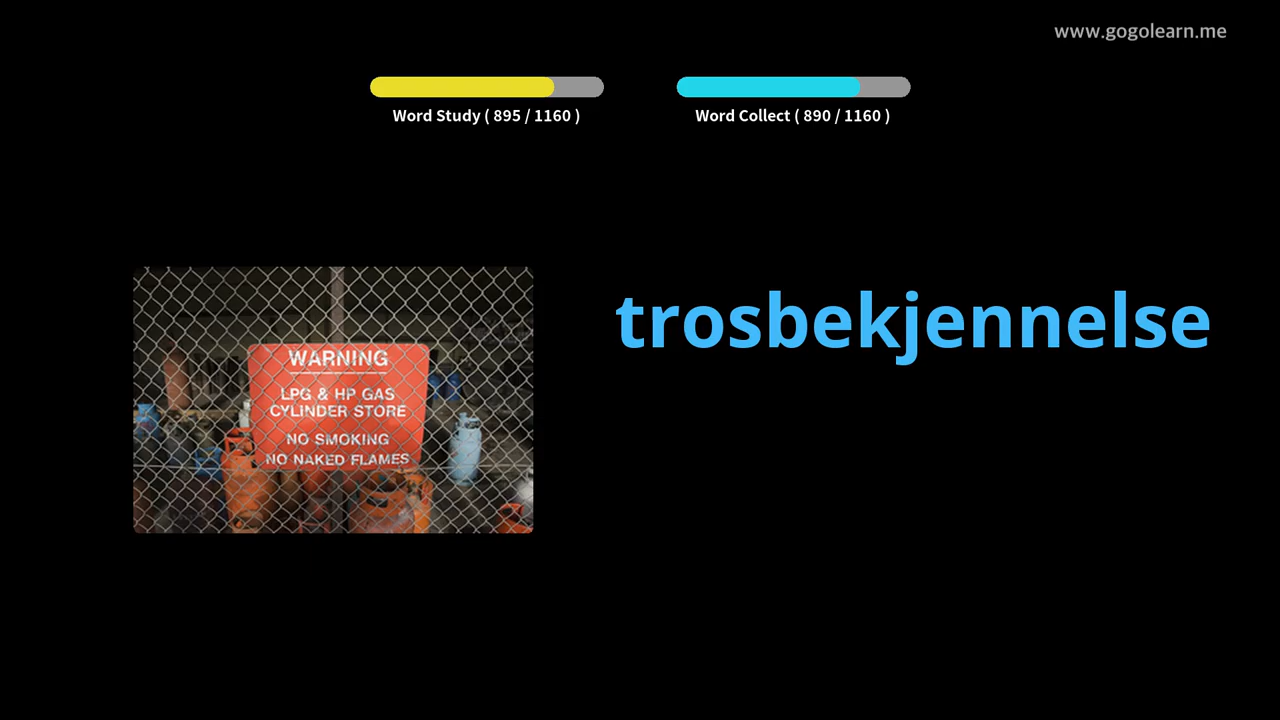 www.gogolearn.me
Word Study ( 895 / 1160 )
Word Collect ( 890 / 1160 )
trosbekjennelse
WARNING
LPG & HP GAS
CYLINDER STORE
NO SMOKING
NO NAKED FLAMES